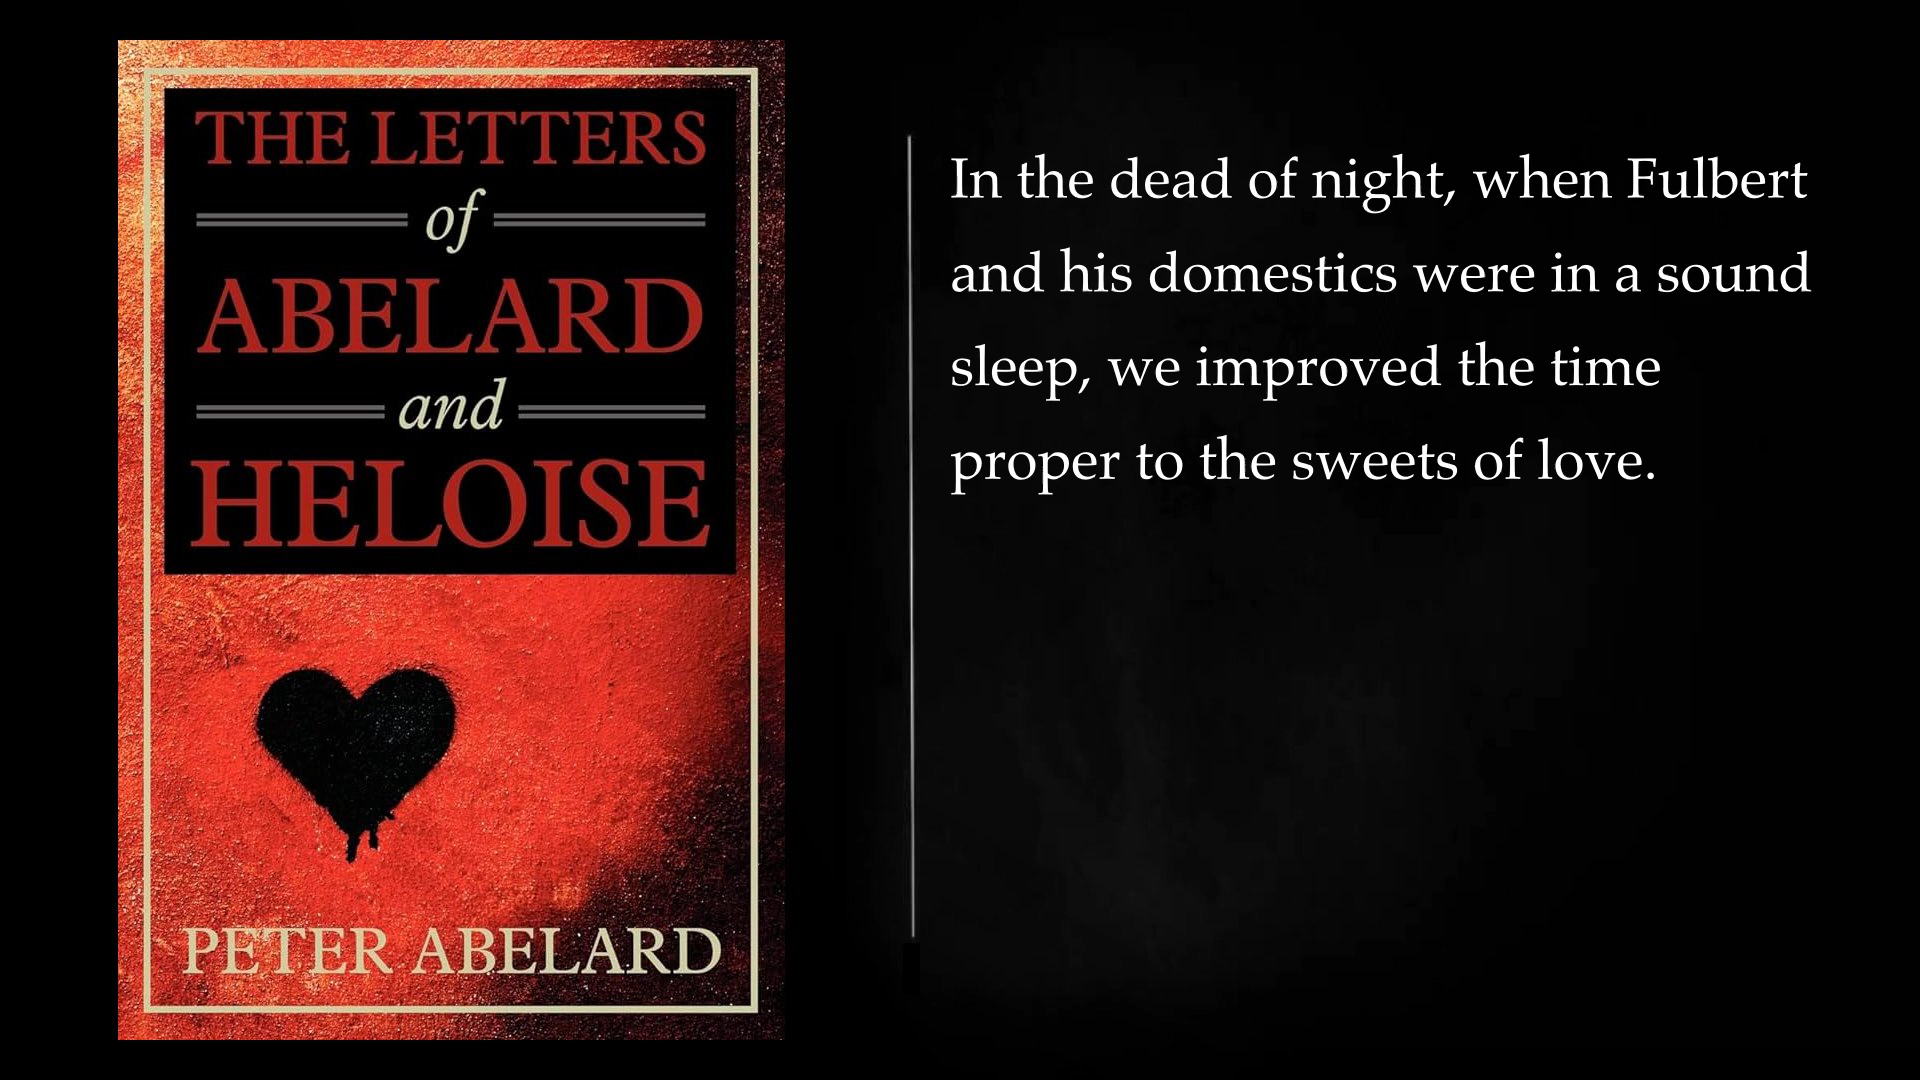 THE LETTERS
of
ABELARD
and
HELOISE
PETER ABELARD
In the dead of night, when Fulbert
and his domestics were in a sound
sleep, we improved the time
proper to the sweets of love.